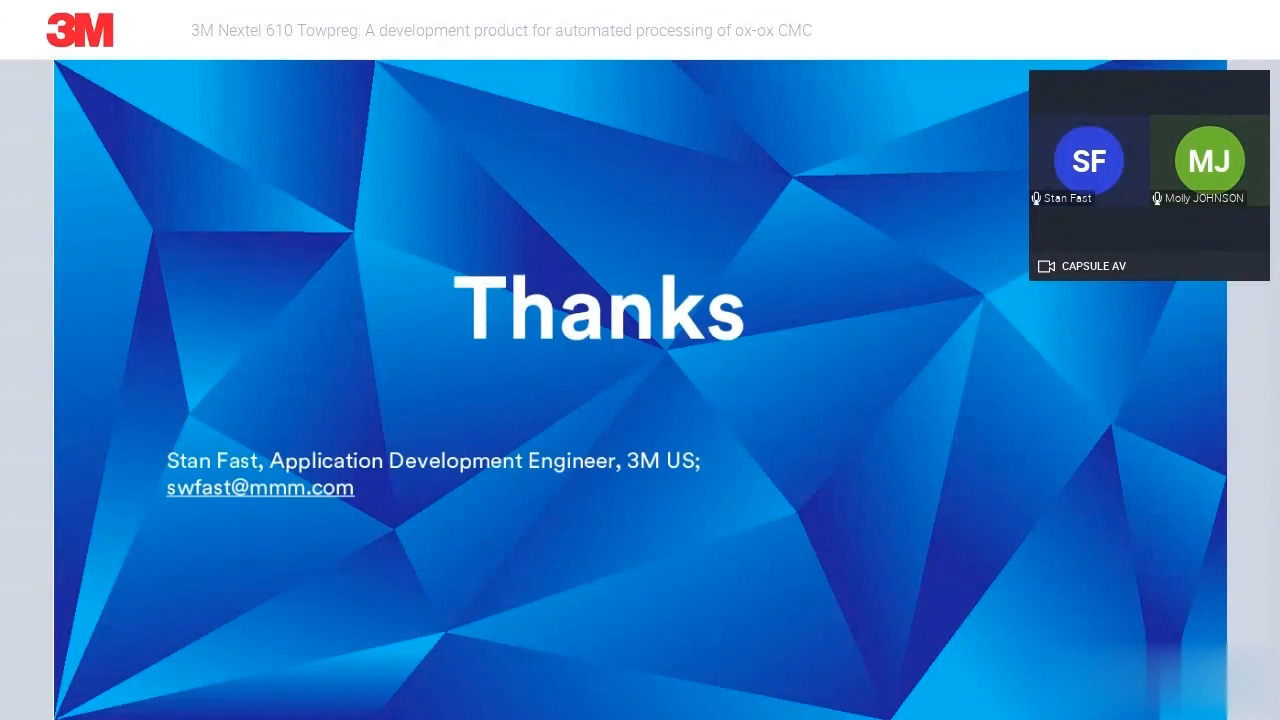 3M
3M Nextel 610 Towpreg: A development product for automated processing of ox-ox CMC
SF
MJ
Stan Fast
Molly JOHNSON
CAPSULE AV
Thanks
Stan Fast, Application Development Engineer, 3M US;
swfast@mmm.com